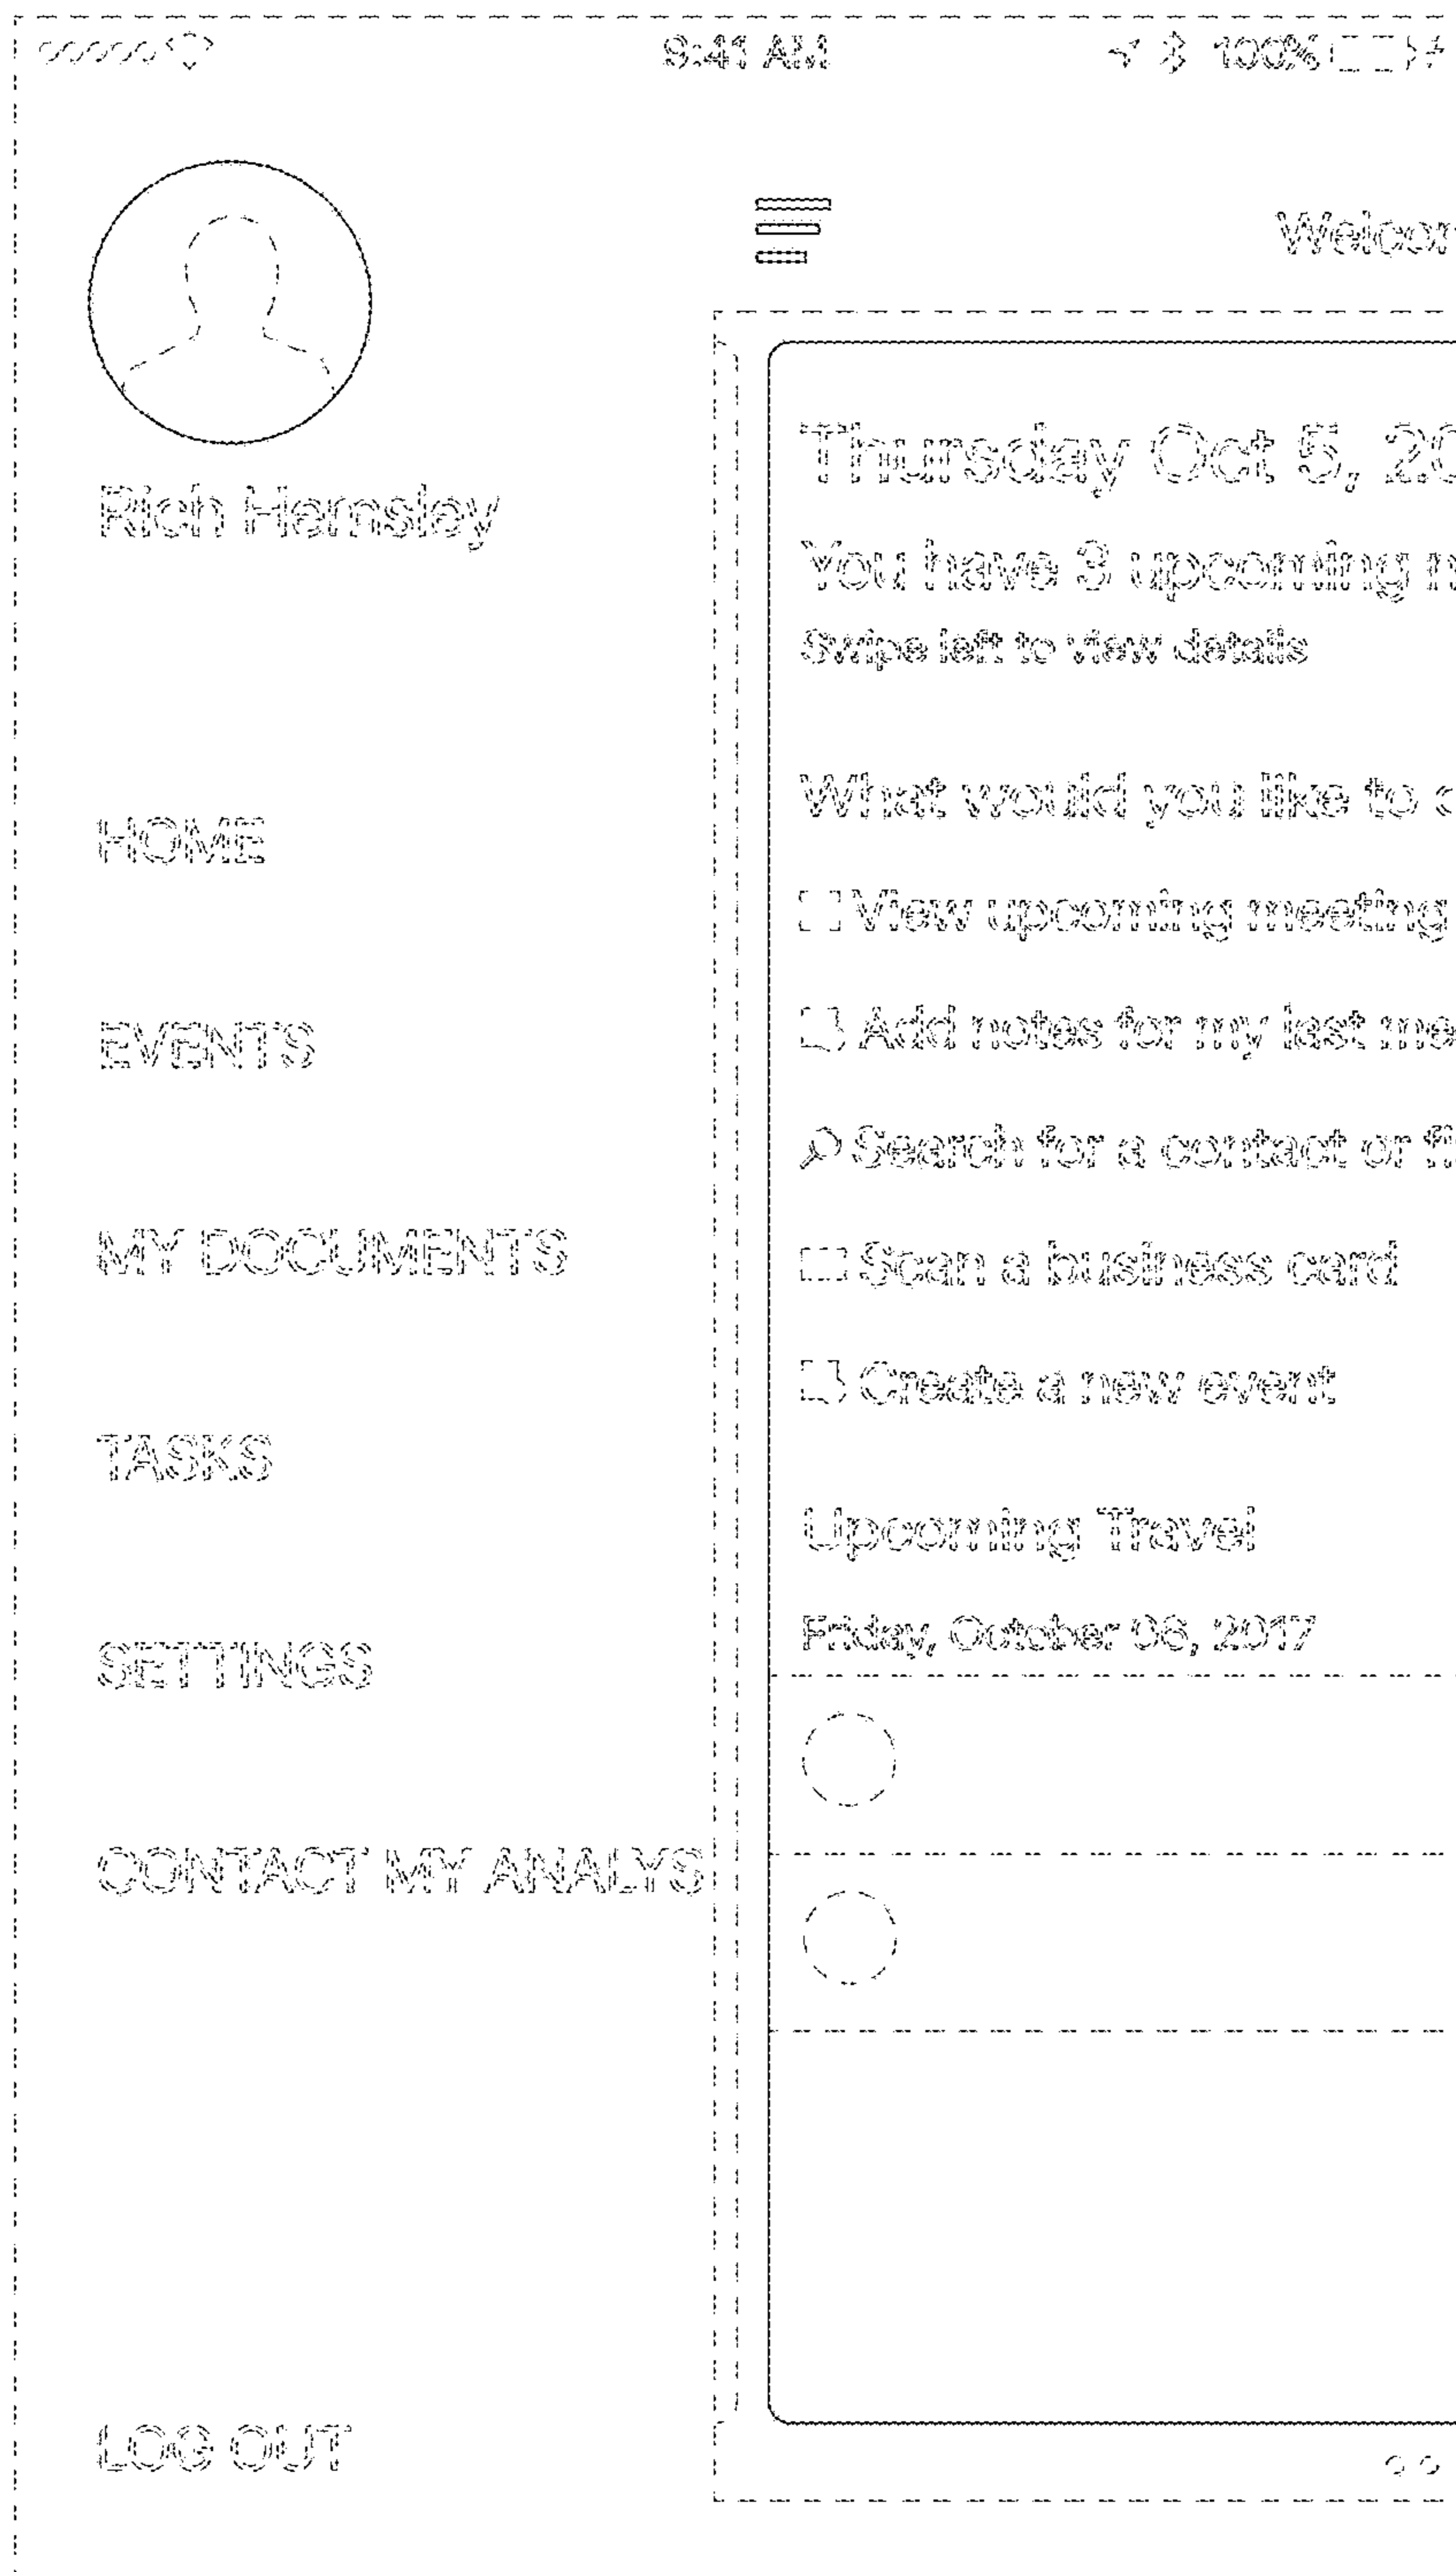 9:41 AM
100%
Welcom
Rich Hemsley
HOME
EVENTS
MY DOCUMENTS
TASKS
SETTINGS
CONTACT MY ANALYS
LOG OUT
Thursday Oct 5, 20
You have 3 upcoming m
Swipe left to view details
What would you like to d
View upcoming meeting
Add notes for my last me
Search for a contact or fi
Scan a business card
Create a new event
Upcoming Travel
Friday, October 06, 2017